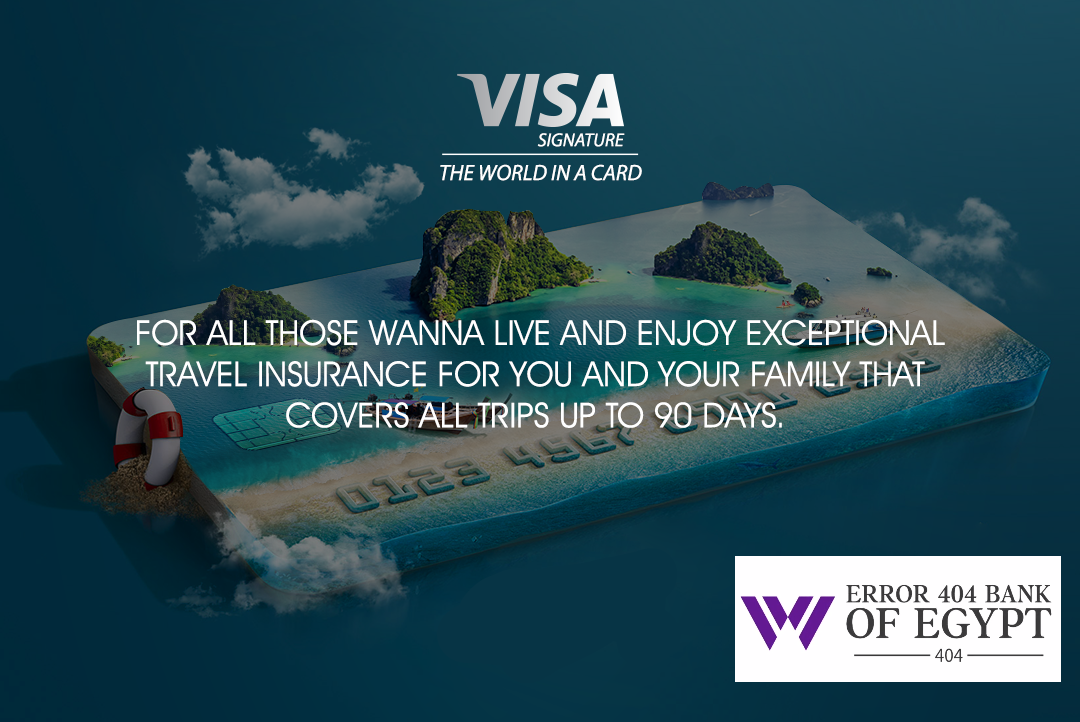 VISA
SIGNATURE
THE WORLD IN A CARD
FOR ALL THOSE WANNA LIVE AND ENJOY EXCEPTIONAL
TRAVEL INSURANCE FOR YOU AND YOUR FAMILY THAT
COVERS ALL TRIPS UP TO 90 DAYS.
0123 4567
ERROR 404 BANK
OF EGYPT
404